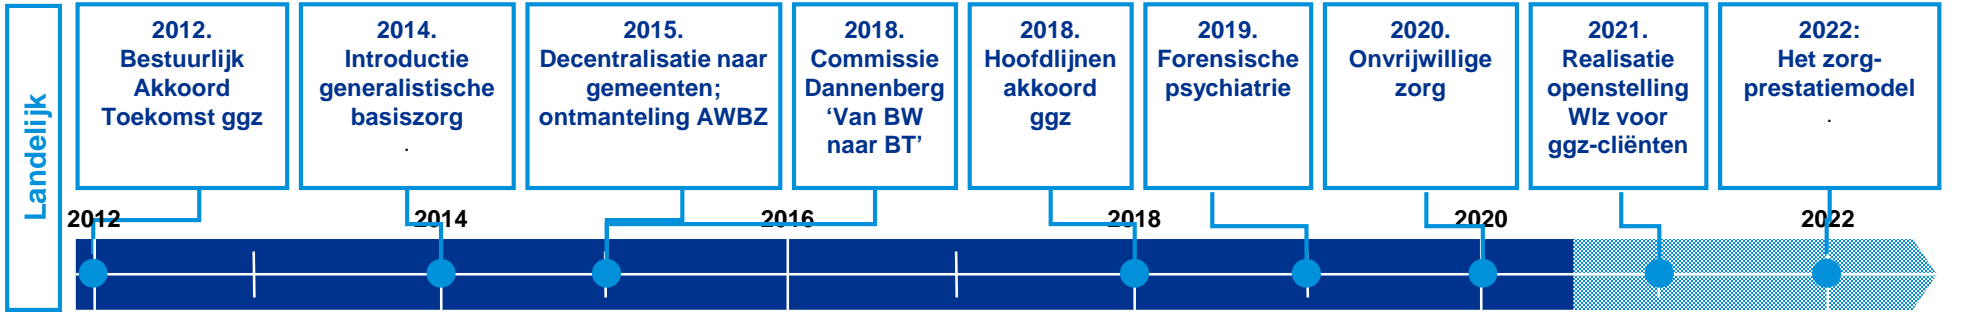 Landelijk
2012.
Bestuurlijk
Akkoord
Toekomst ggz
2014.
Introductie
generalistische
basiszorg
.
2015.
Decentralisatie naar
gemeenten;
ontmanteling AWBZ
2018.
Commissie
Dannenberg
‘Van BW
naar BT’
2018.
Hoofdlijnen
akkoord
ggz
2019.
Forensische
psychiatrie
2020.
Onvrijwillige
zorg
2021.
Realisatie
openstelling
Wlz voor
ggz-cliënten
2022:
Het zorg-
prestatiemodel
.
2012
2014
2016
2018
2020
2022